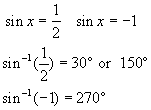 sin x = 1/2   sin x = −1
sin⁻¹(1/2) = 30° or 150°
sin⁻¹(−1) = 270°